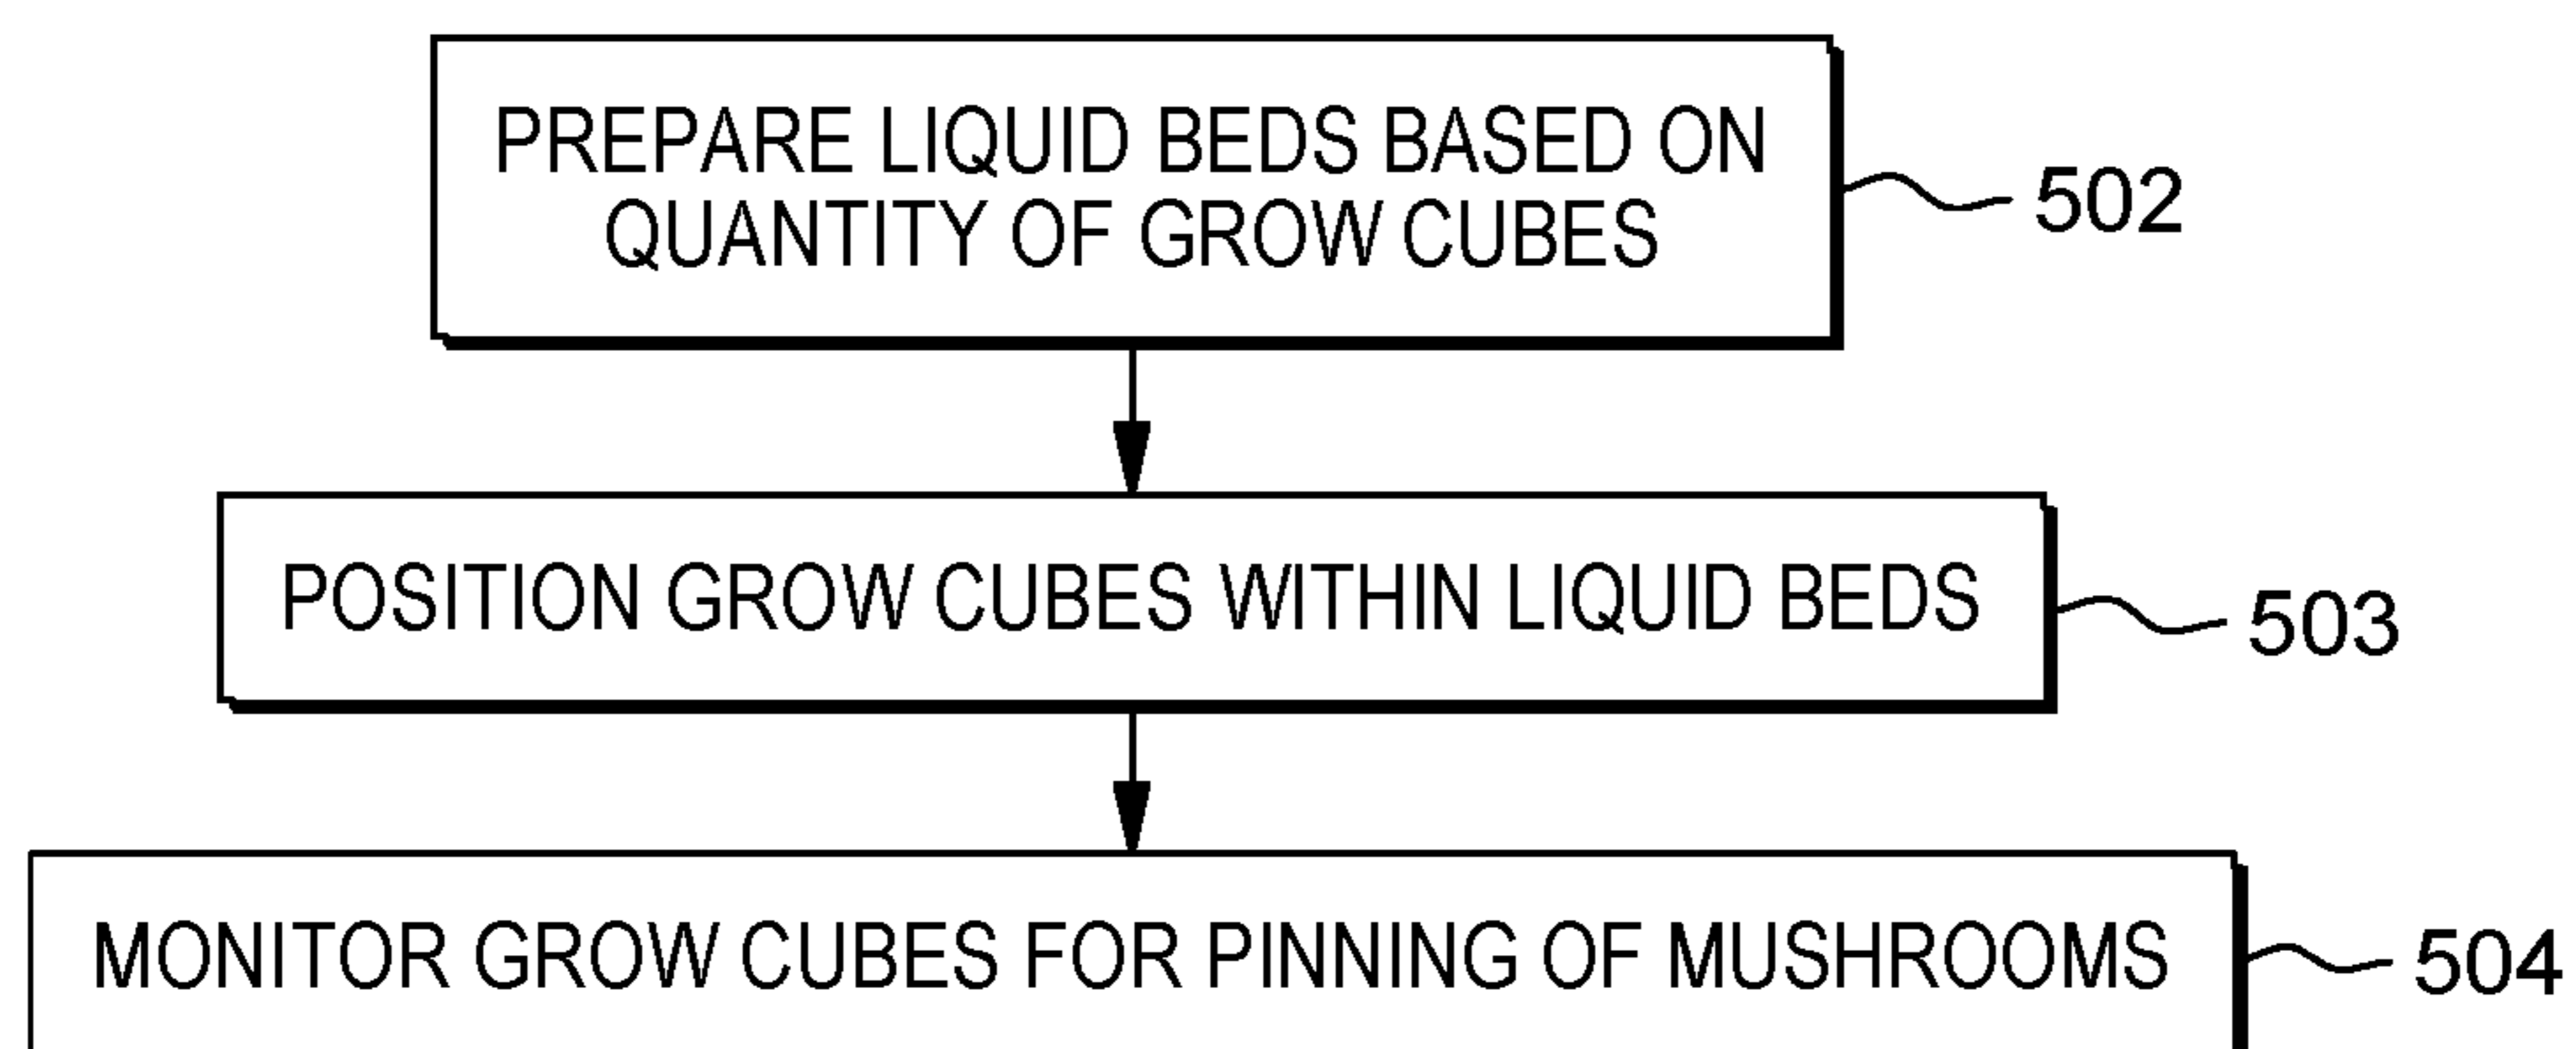 PREPARE LIQUID BEDS BASED ON
QUANTITY OF GROW CUBES
502
POSITION GROW CUBES WITHIN LIQUID BEDS
503
MONITOR GROW CUBES FOR PINNING OF MUSHROOMS
504